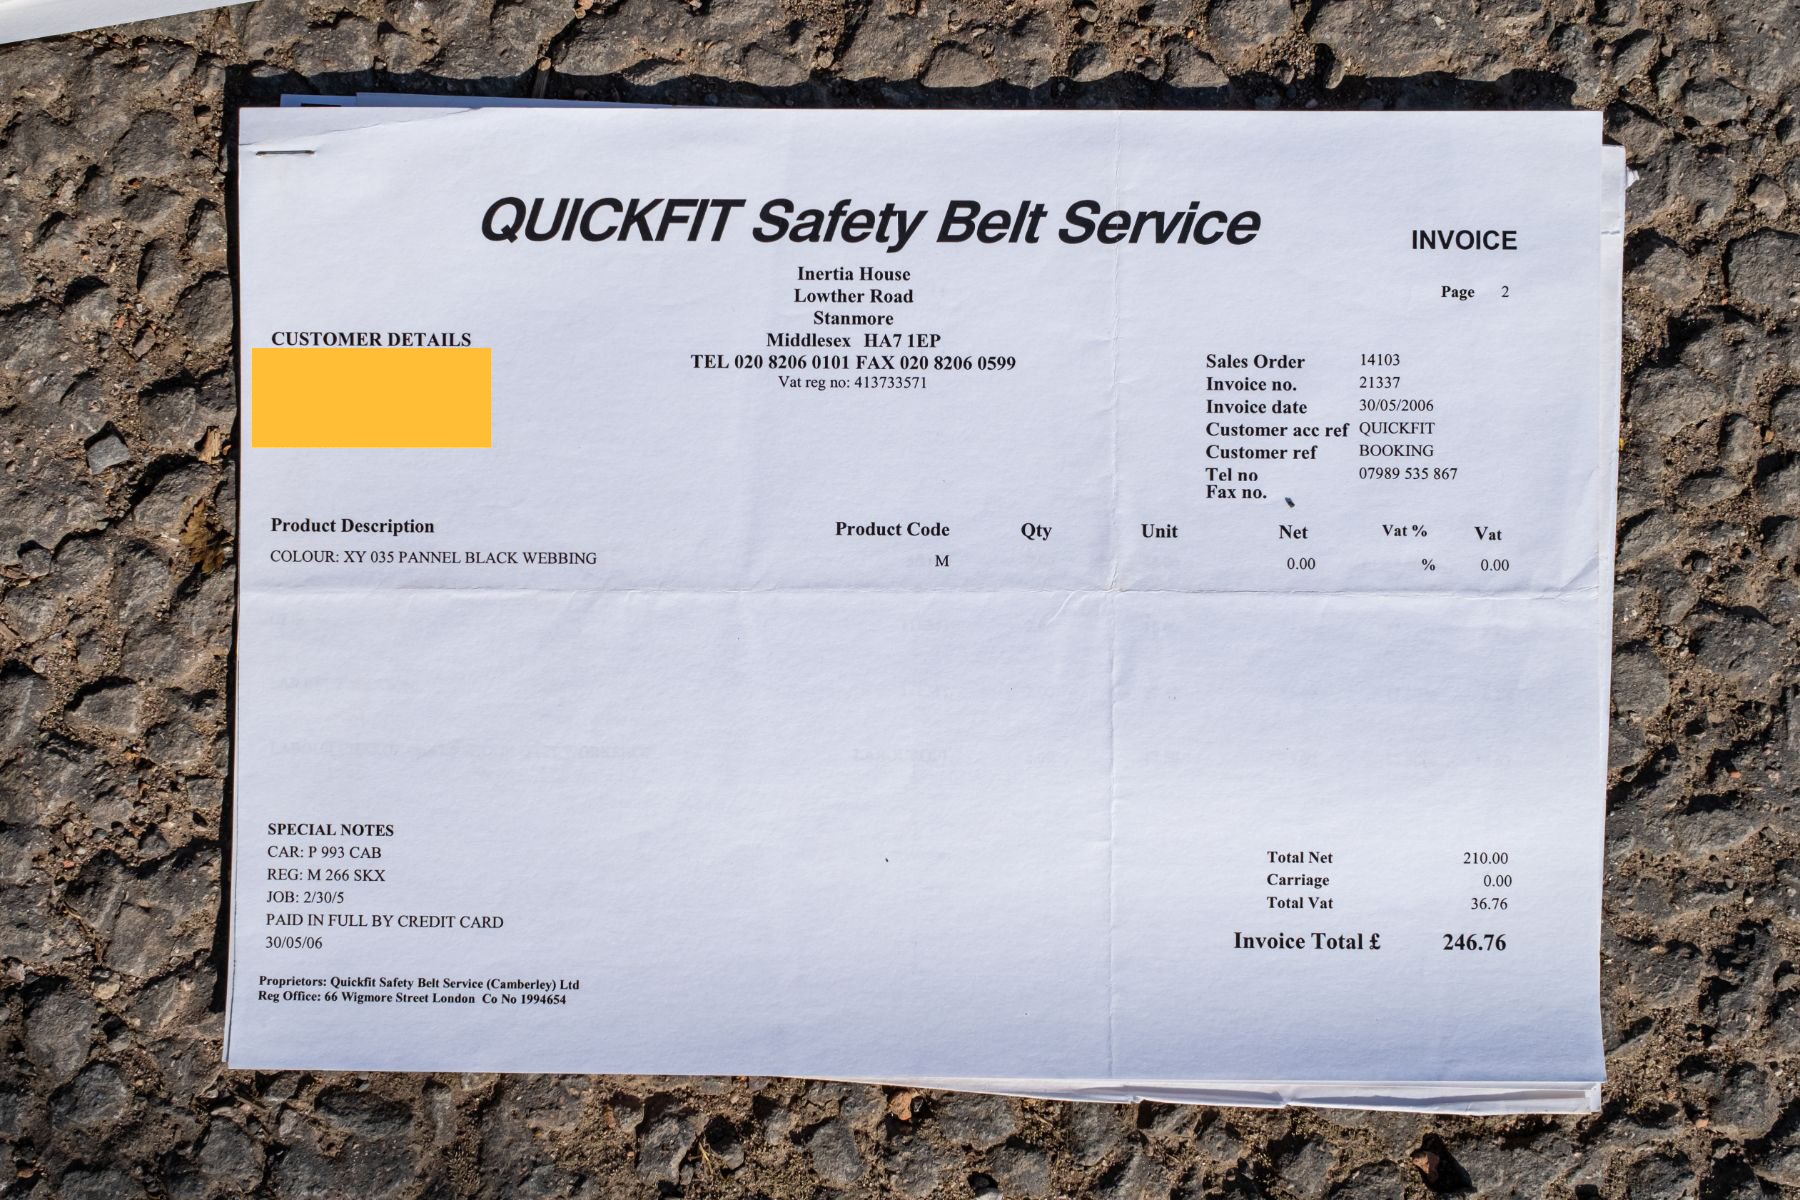 QUICKFIT Safety Belt Service
INVOICE
Inertia House
Lowther Road
Stanmore
Middlesex HA7 1EP
TEL 020 8206 0101 FAX 020 8206 0599
Vat reg no: 413733571
Page 2
CUSTOMER DETAILS
Sales Order 14103
Invoice no. 21337
Invoice date 30/05/2006
Customer acc ref QUICKFIT
Customer ref BOOKING
Tel no 07989 535 867
Fax no.
Product Description Product Code Qty Unit Net Vat % Vat
COLOUR: XY 035 PANNEL BLACK WEBBING M 0.00 % 0.00
SPECIAL NOTES
CAR: P 993 CAB
REG: M 266 SKX
JOB: 2/30/5
PAID IN FULL BY CREDIT CARD
30/05/06
Total Net 210.00
Carriage 0.00
Total Vat 36.76
Invoice Total £ 246.76
Proprietors: Quickfit Safety Belt Service (Camberley) Ltd
Reg Office: 66 Wigmore Street London Co No 1994654